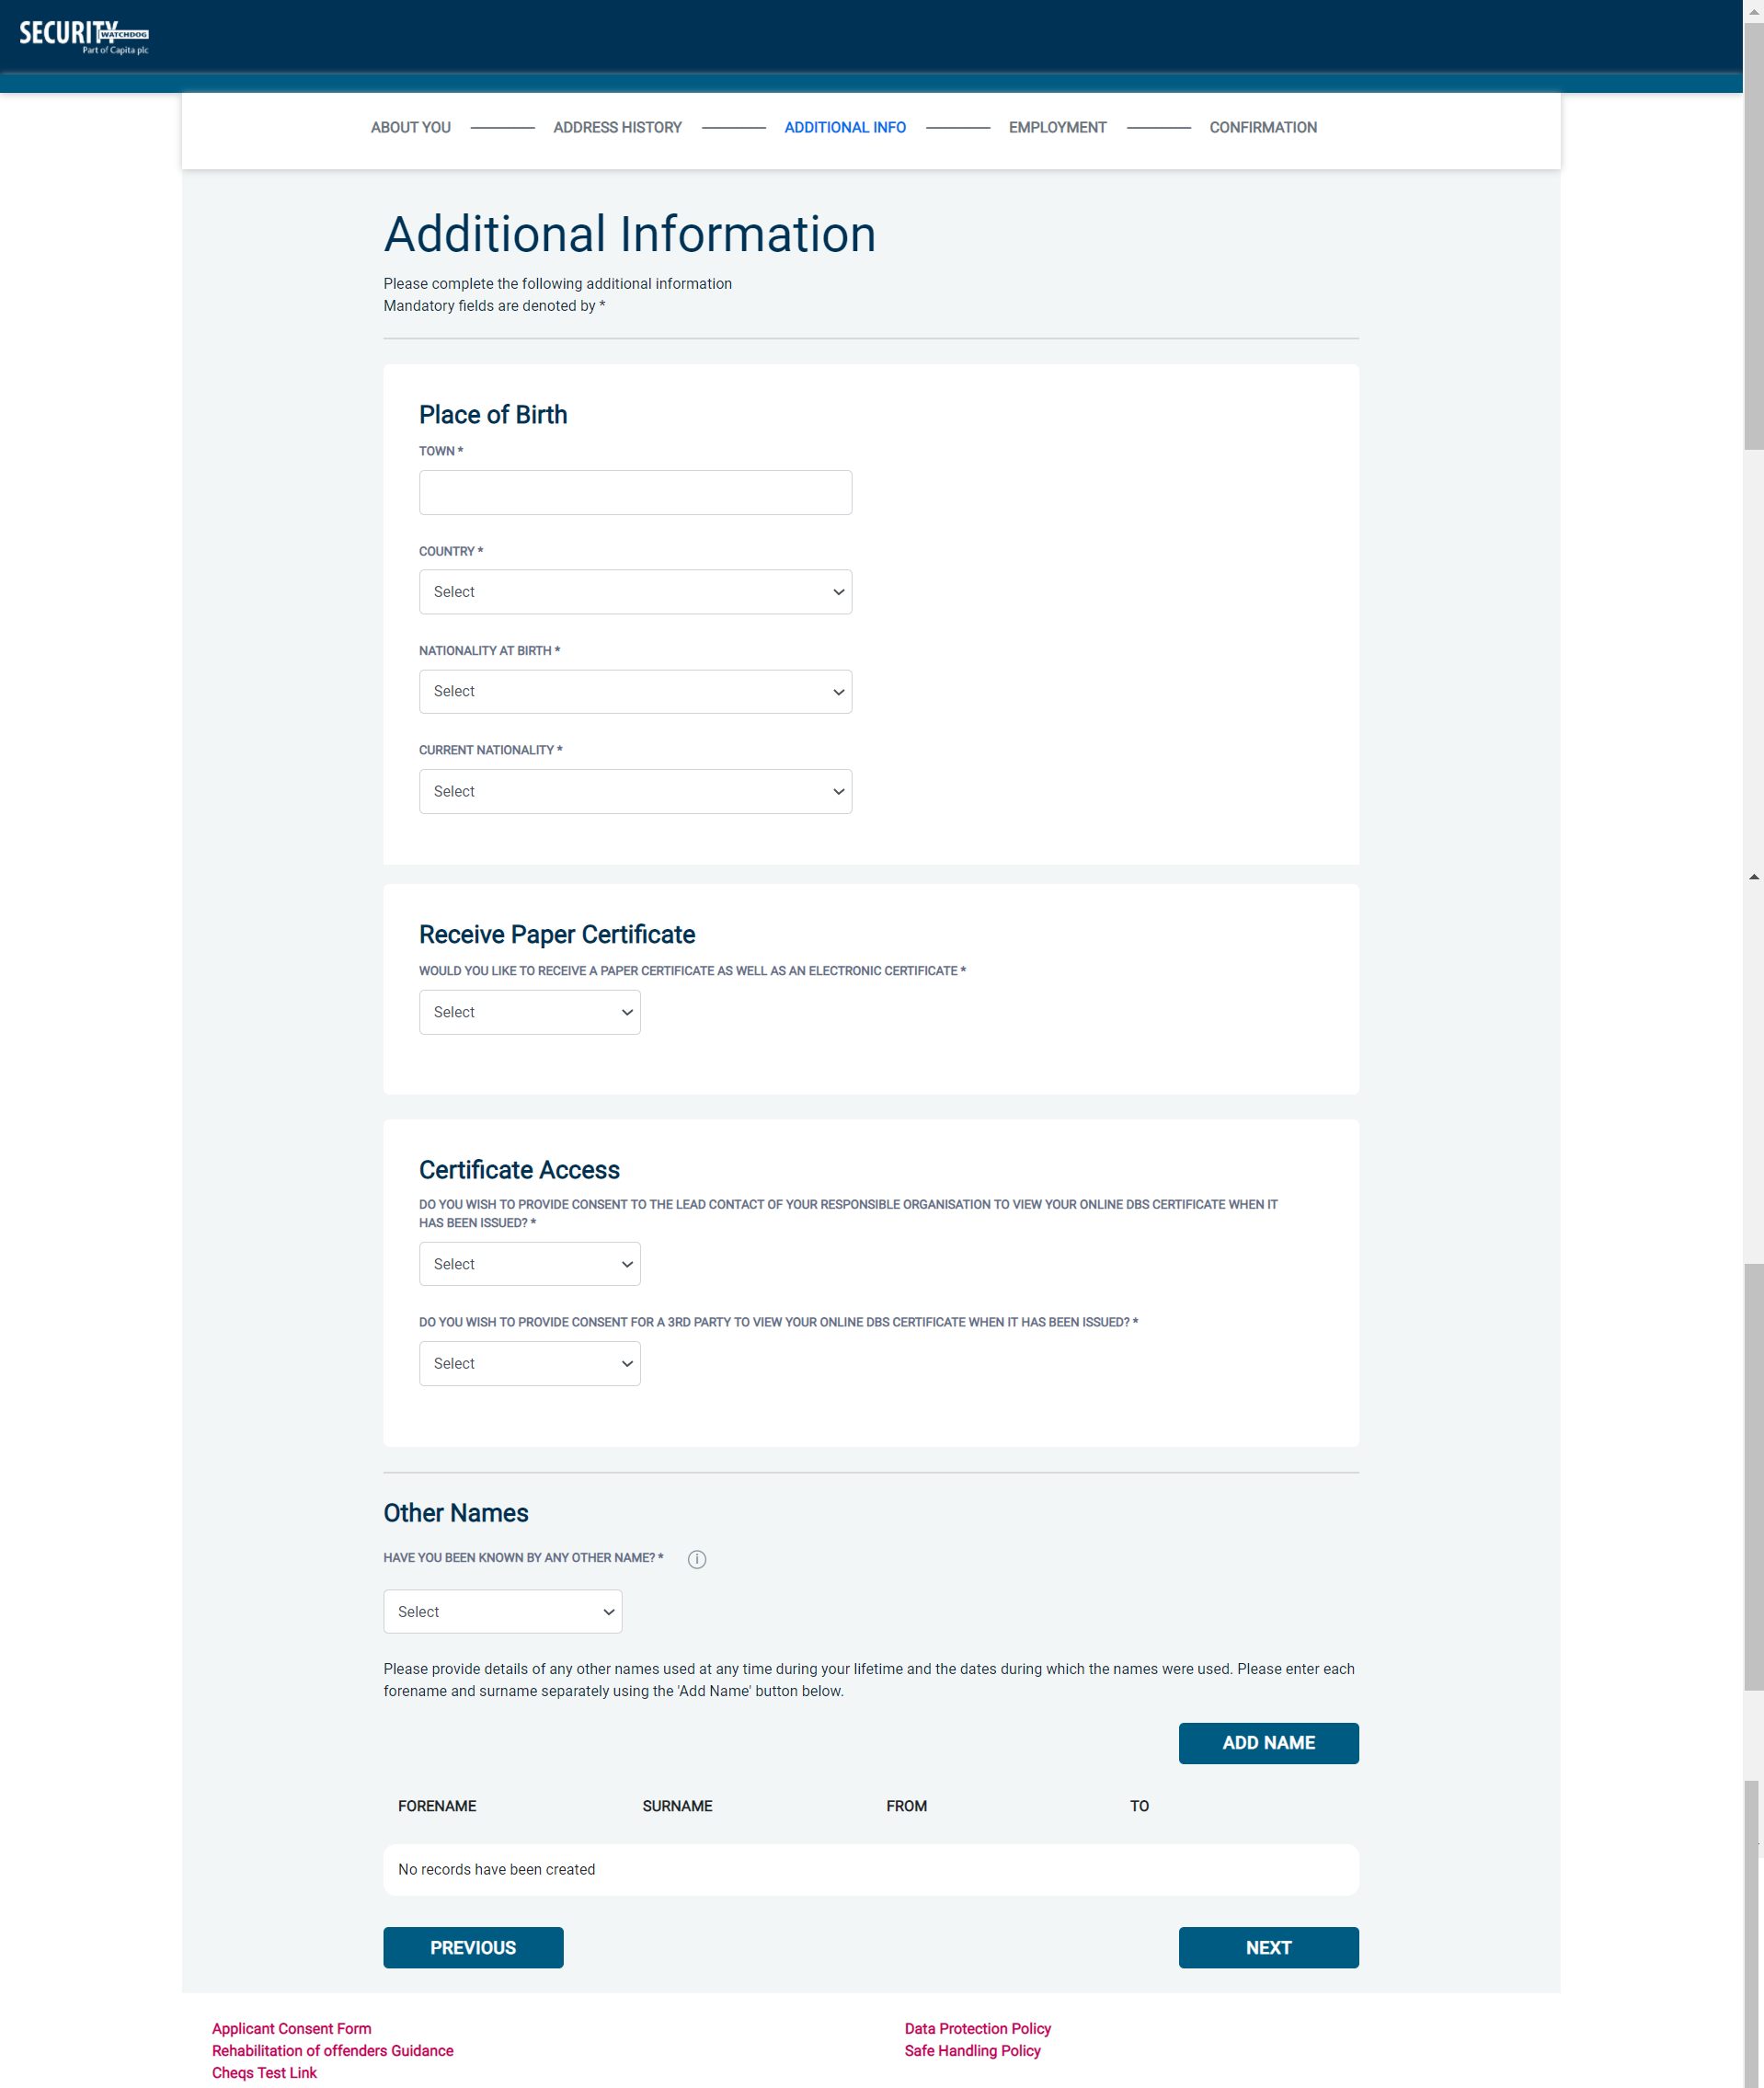 SECURITY WATCHDOG
Part of Capita plc
ABOUT YOU
ADDRESS HISTORY
ADDITIONAL INFO
EMPLOYMENT
CONFIRMATION
Additional Information
Please complete the following additional information
Mandatory fields are denoted by *
Place of Birth
TOWN *
COUNTRY *
Select
NATIONALITY AT BIRTH *
Select
CURRENT NATIONALITY *
Select
Receive Paper Certificate
WOULD YOU LIKE TO RECEIVE A PAPER CERTIFICATE AS WELL AS AN ELECTRONIC CERTIFICATE *
Select
Certificate Access
DO YOU WISH TO PROVIDE CONSENT TO THE LEAD CONTACT OF YOUR RESPONSIBLE ORGANISATION TO VIEW YOUR ONLINE DBS CERTIFICATE WHEN IT
HAS BEEN ISSUED? *
Select
DO YOU WISH TO PROVIDE CONSENT FOR A 3RD PARTY TO VIEW YOUR ONLINE DBS CERTIFICATE WHEN IT HAS BEEN ISSUED? *
Select
Other Names
HAVE YOU BEEN KNOWN BY ANY OTHER NAME? *
Select
Please provide details of any other names used at any time during your lifetime and the dates during which the names were used. Please enter each
forename and surname separately using the 'Add Name' button below.
ADD NAME
FORENAME SURNAME FROM TO
No records have been created
PREVIOUS
NEXT
Applicant Consent Form
Rehabilitation of offenders Guidance
Cheqs Test Link
Data Protection Policy
Safe Handling Policy